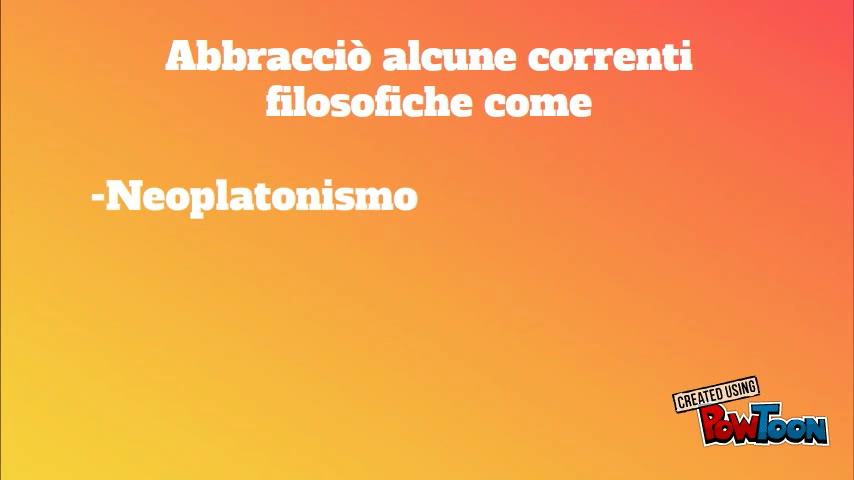 Abbracciò alcune correnti
filosofiche come
-Neoplatonismo
CREATED USING
PowToon